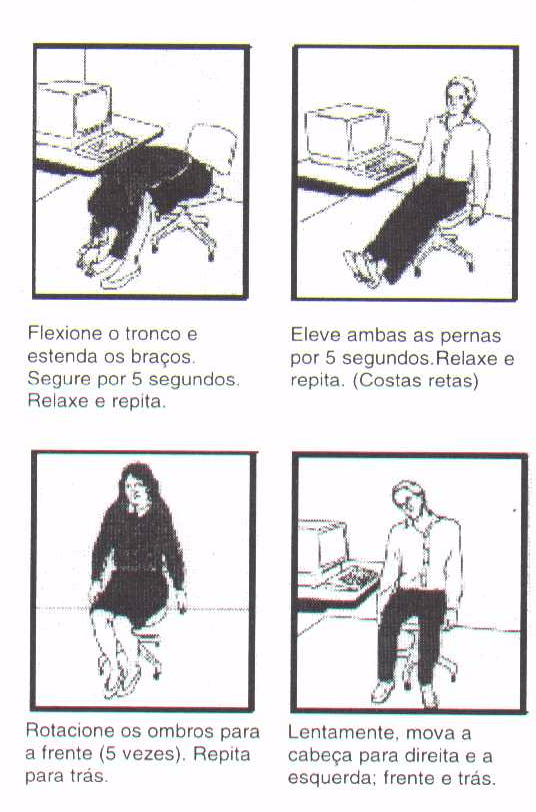 Flexione o tronco e
estenda os braços.
Segure por 5 segundos.
Relaxe e repita.
Eleve ambas as pernas
por 5 segundos.Relaxe e
repita. (Costas retas)
Rotacione os ombros para
a frente (5 vezes). Repita
para trás.
Lentamente, mova a
cabeça para direita e a
esquerda; frente e trás.